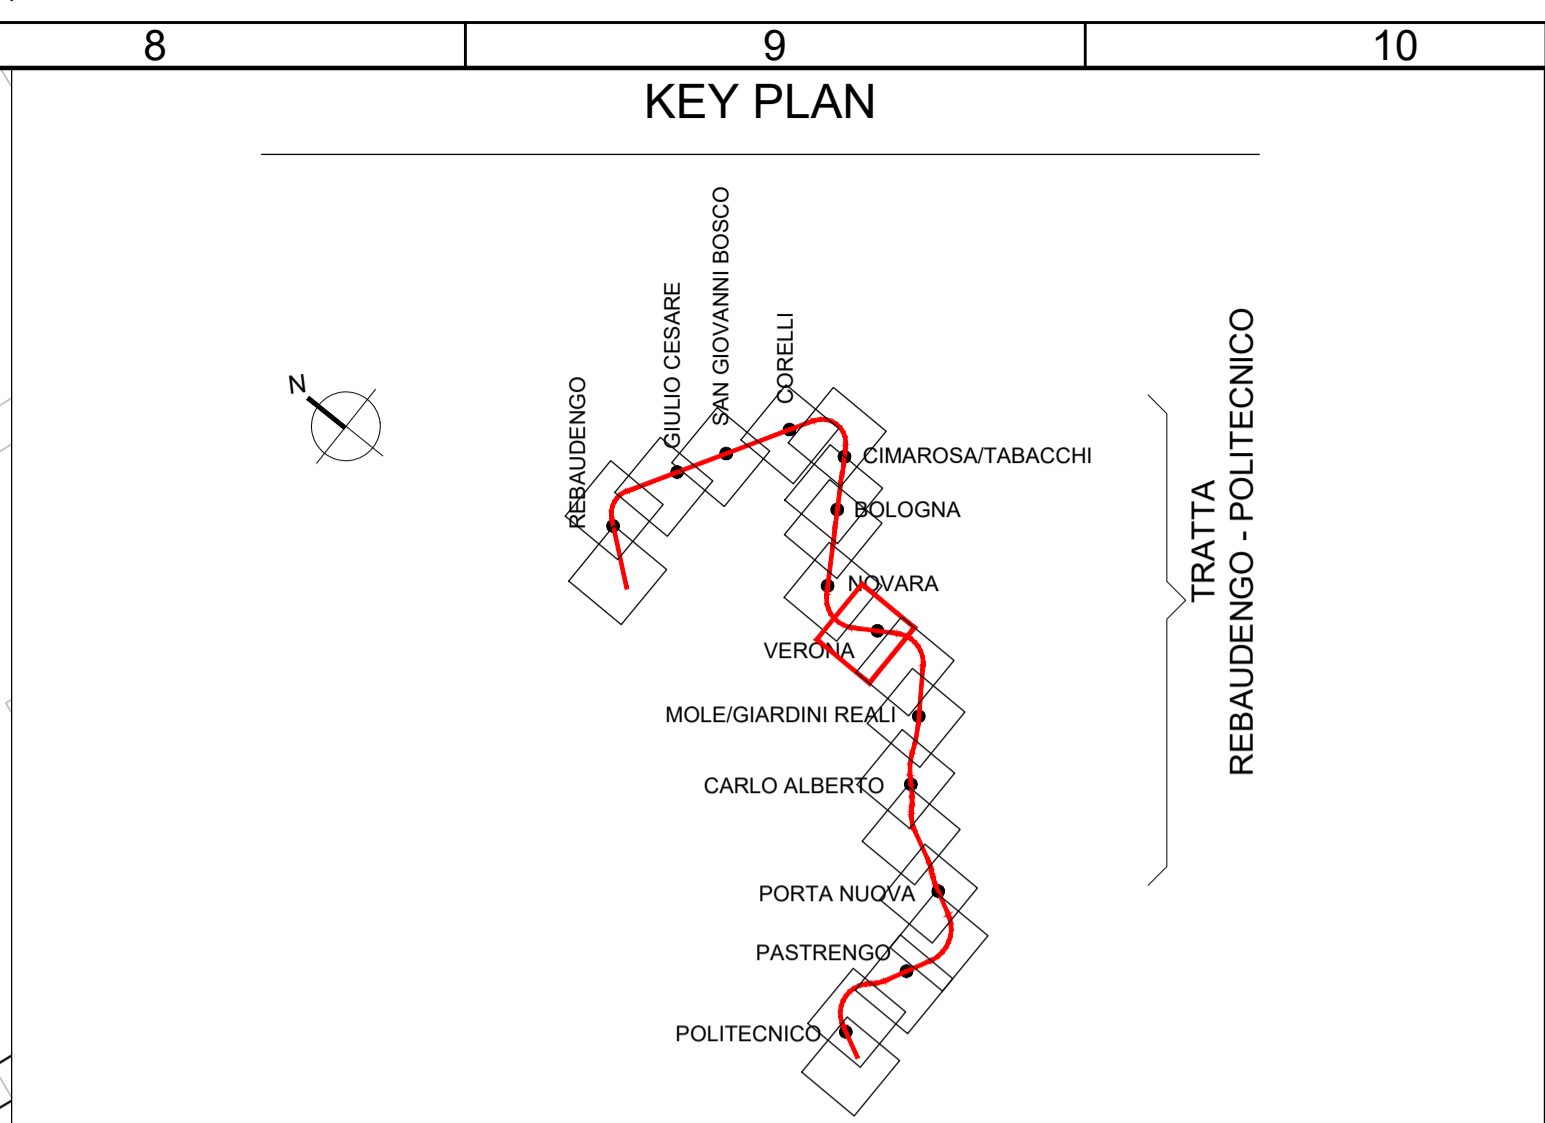 8
9
10
KEY PLAN
N
REBAUDENGO
GIULIO CESARE
SAN GIOVANNI BOSCO
CORELLI
CIMAROSA/TABACCHI
BOLOGNA
NOVARA
VERONA
MOLE/GIARDINI REALI
CARLO ALBERTO
PORTA NUOVA
PASTRENGO
POLITECNICO
TRATTA
REBAUDENGO - POLITECNICO